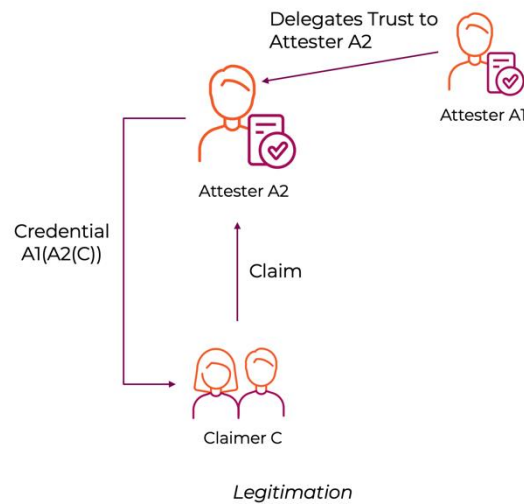 Delegates Trust to
Attester A2
Attester A1
Attester A2
Credential
A1(A2(C))
Claim
Claimer C
Legitimation